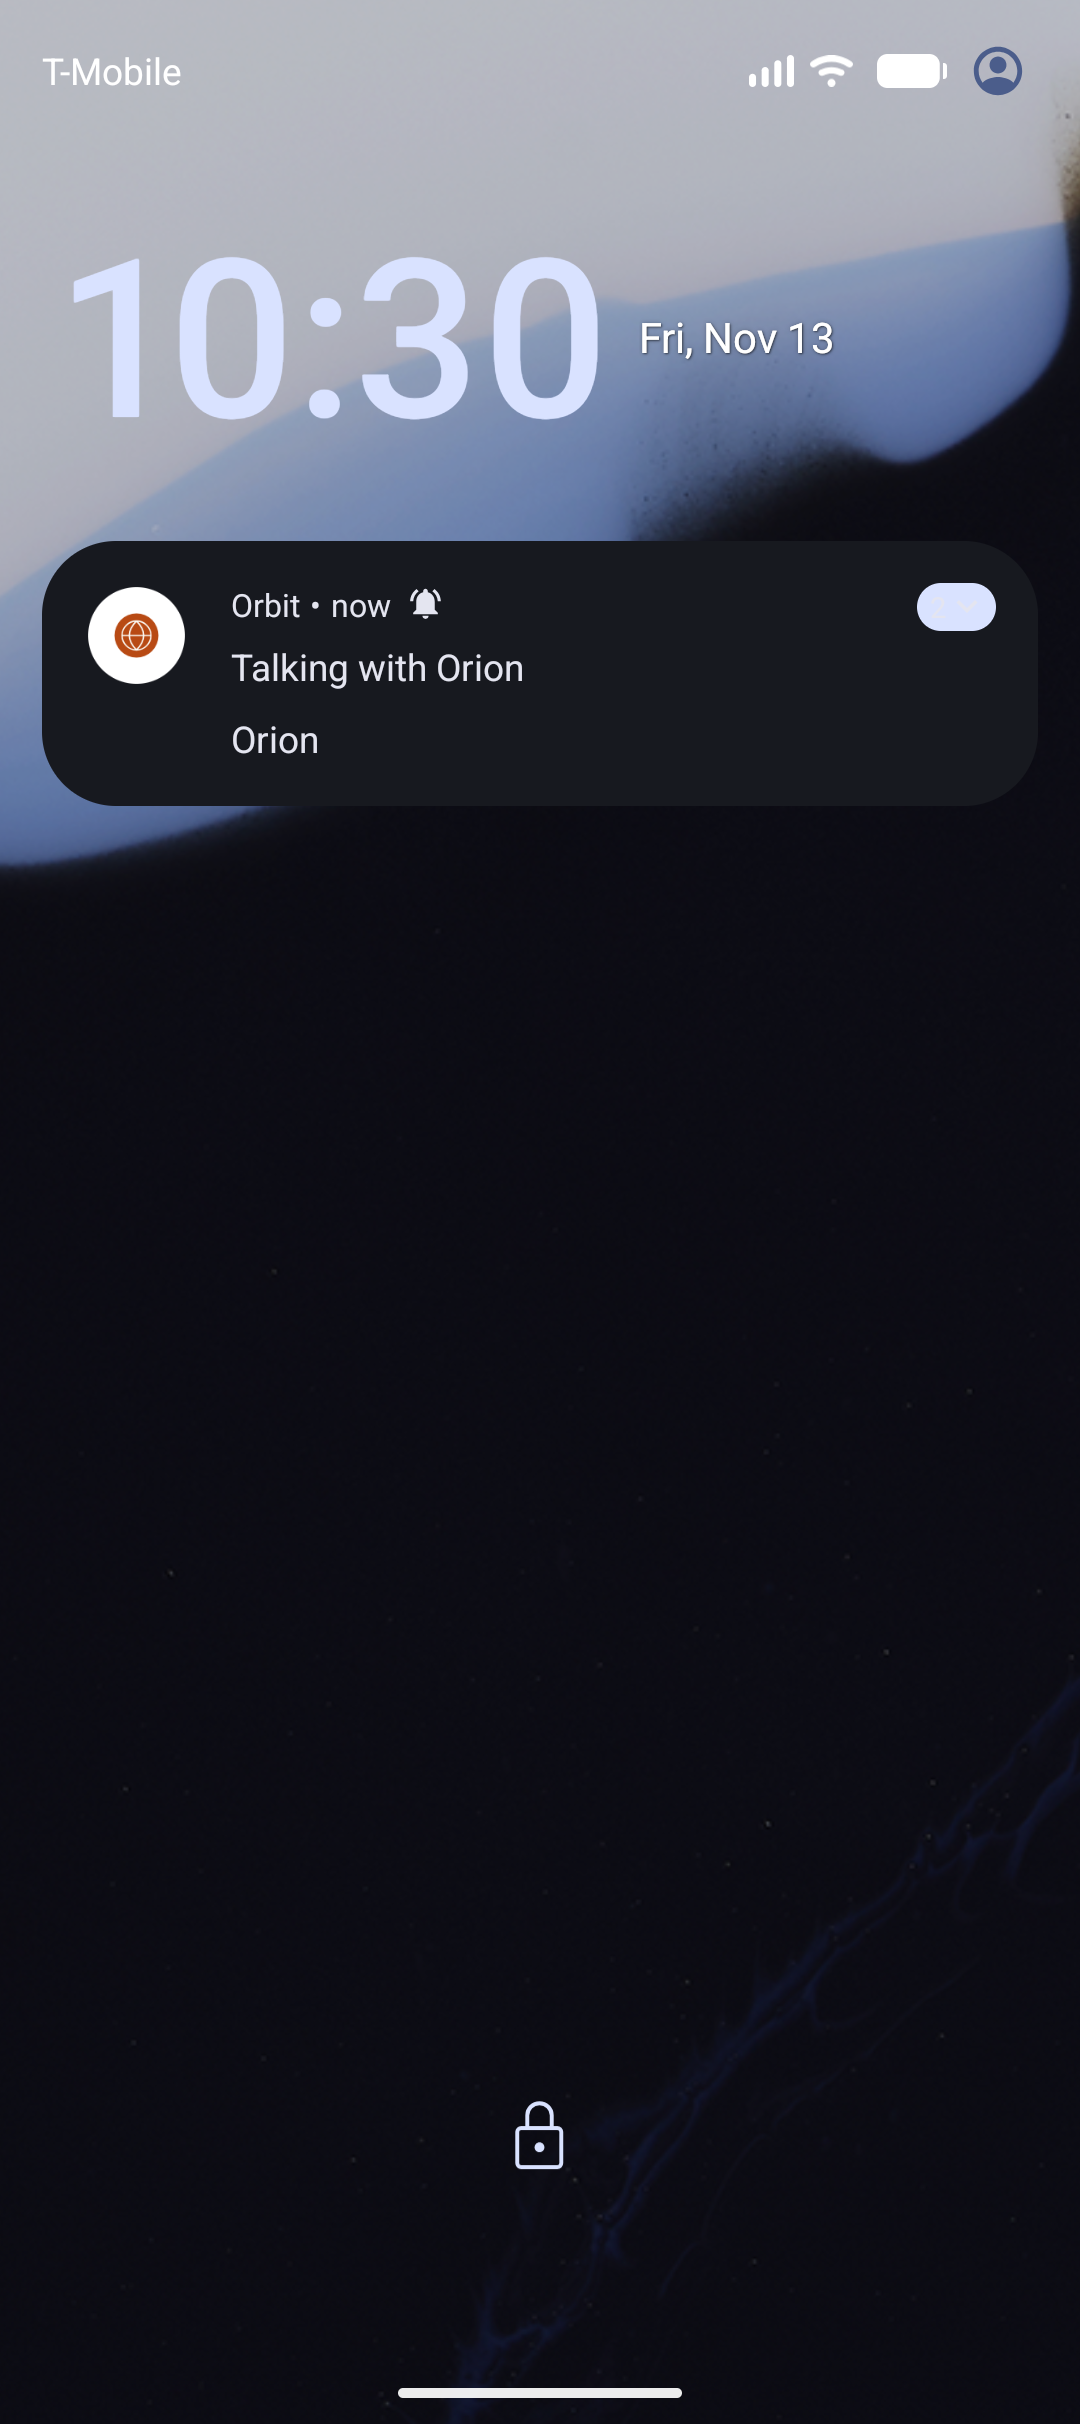 T-Mobile
10:30
Fri, Nov 13
Orbit • now
Talking with Orion
Orion